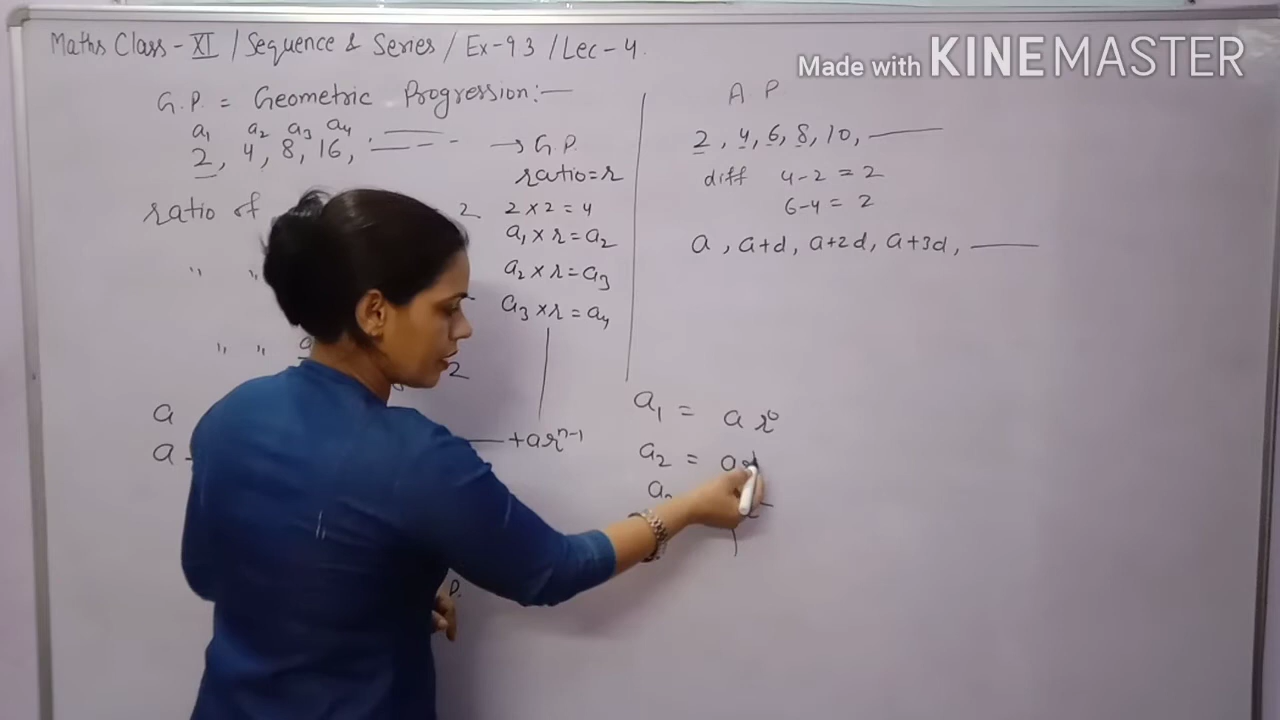 Maths Class - XI / Sequence & Series / Ex-9.3 / Lec-4.
Made with KINEMASTER
G.P. = Geometric Progression:-
a₁ a₂ a₃ a₄
2, 4, 8, 16, → G.P.
ratio = r
ratio of 2
2 × 2 = 4
a₁ × r = a₂
" "
a₂ × r = a₃
a₃ × r = a₄
" " a
2
a
a + arⁿ⁻¹
P.
A P
2, 4, 6, 8, 10,
diff 4-2 = 2
6-4 = 2
a, a+d, a+2d, a+3d,
a₁ = a r⁰
a₂ = a
a